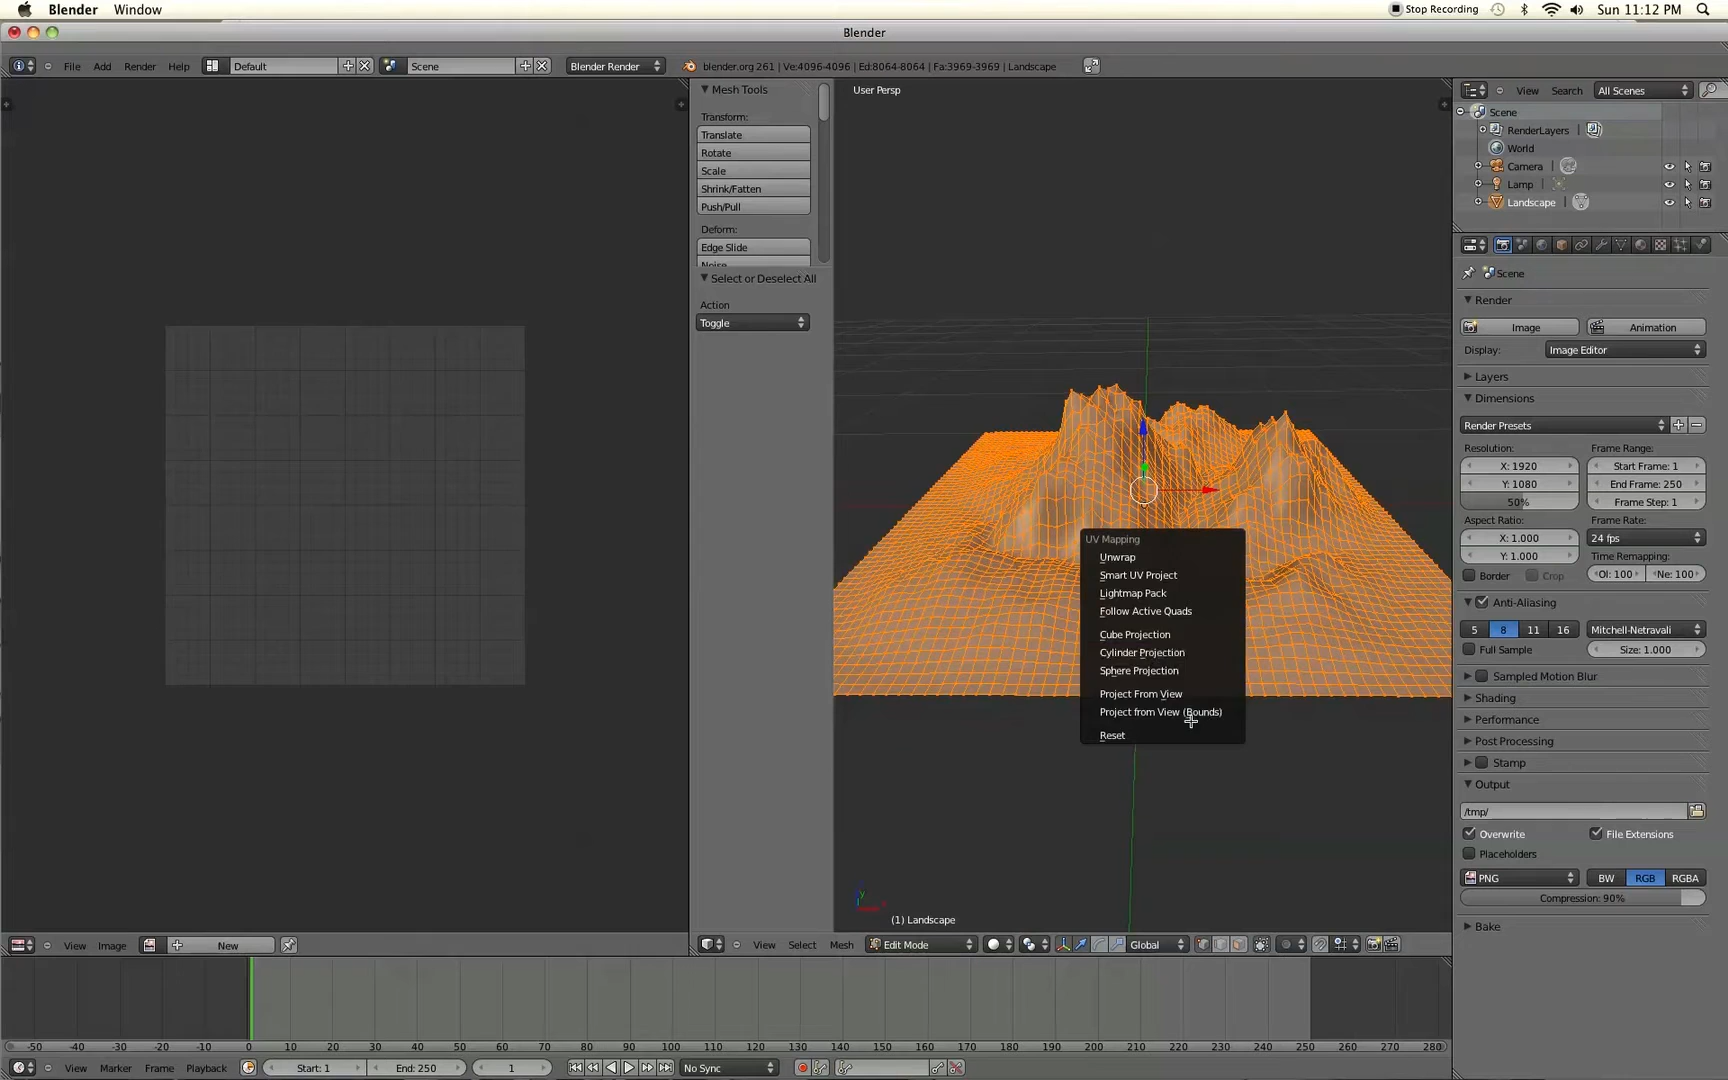 Blender Window Stop Recording Sun 11:12 PM
Blender
File Add Render Help Default Scene Blender Render blender.org 261 | Ve:4096-4096 | Ed:8064-8064 | Fa:3969-3969 | Landscape
Mesh Tools
Transform:
Translate
Rotate
Scale
Shrink/Fatten
Push/Pull
Deform:
Edge Slide
Noise
Select or Deselect All
Action
Toggle
User Persp
UV Mapping
Unwrap
Smart UV Project
Lightmap Pack
Follow Active Quads
Cube Projection
Cylinder Projection
Sphere Projection
Project From View
Project from View (Bounds)
Reset
(1) Landscape
View Search All Scenes
Scene
RenderLayers |
World
Camera |
Lamp |
Landscape |
Scene
Render
Image Animation
Display: Image Editor
Layers
Dimensions
Render Presets
Resolution: Frame Range:
X: 1920 Start Frame: 1
Y: 1080 End Frame: 250
50% Frame Step: 1
Aspect Ratio: Frame Rate:
X: 1.000 24 fps
Y: 1.000 Time Remapping:
Border Crop Ol: 100 Ne: 100
Anti-Aliasing
5 8 11 16 Mitchell-Netravali
Full Sample Size: 1.000
Sampled Motion Blur
Shading
Performance
Post Processing
Stamp
Output
/tmp/
Overwrite File Extensions
Placeholders
PNG BW RGB RGBA
Compression: 90%
Bake
View Image New
View Select Mesh Edit Mode Global
-50 -40 -30 -20 -10 0 10 20 30 40 50 60 70 80 90 100 110 120 130 140 150 160 170 180 190 200 210 220 230 240 250 260 270 280
View Marker Frame Playback Start: 1 End: 250 1 No Sync